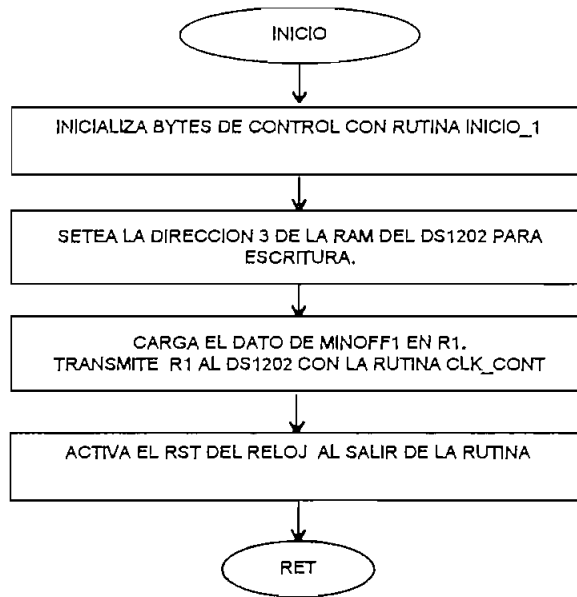 INICIO
INICIALIZA BYTES DE CONTROL CON RUTINA INICIO_1
SETEA LA DIRECCION 3 DE LA RAM DEL DS1202 PARA
ESCRITURA.
CARGA EL DATO DE MINOFF1 EN R1.
TRANSMITE R1 AL DS1202 CON LA RUTINA CLK_CONT
ACTIVA EL RST DEL RELOJ AL SALIR DE LA RUTINA
RET